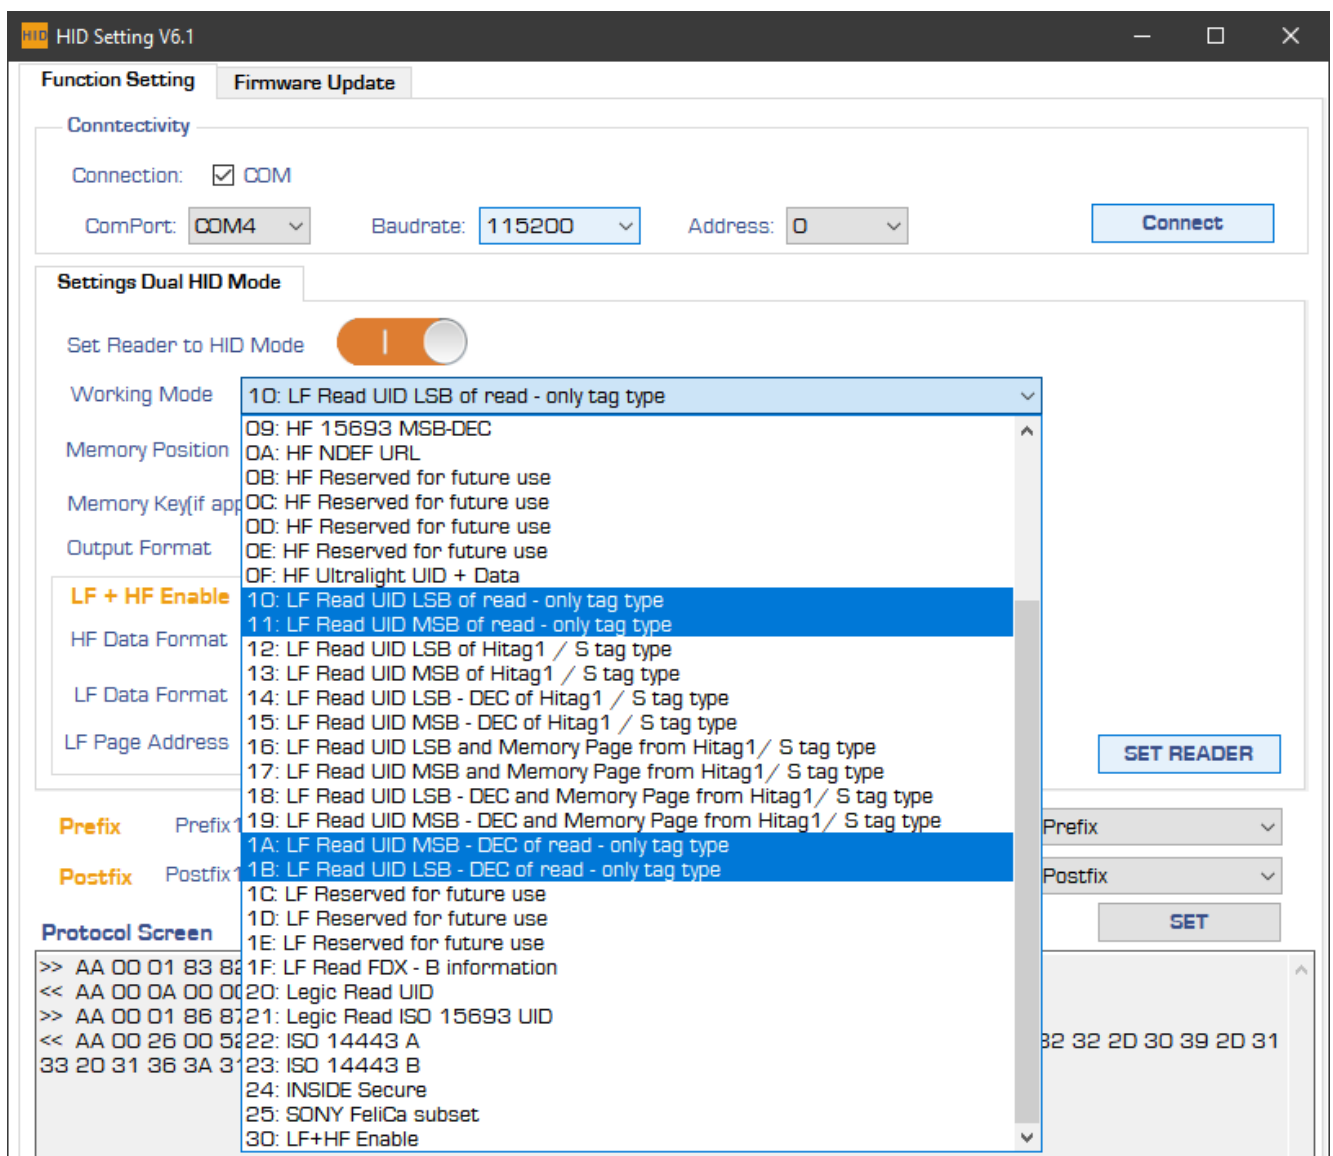 HID HID Setting V6.1
Function Setting Firmware Update
Conntectivity
Connection: COM
ComPort: COM4 Baudrate: 115200 Address: 0 Connect
Settings Dual HID Mode
Set Reader to HID Mode
Working Mode 10: LF Read UID LSB of read - only tag type
09: HF 15693 MSB-DEC
Memory Position 0A: HF NDEF URL
0B: HF Reserved for future use
Memory Key(if app 0C: HF Reserved for future use
0D: HF Reserved for future use
Output Format 0E: HF Reserved for future use
0F: HF Ultralight UID + Data
LF + HF Enable 10: LF Read UID LSB of read - only tag type
11: LF Read UID MSB of read - only tag type
HF Data Format 12: LF Read UID LSB of Hitag1 / S tag type
13: LF Read UID MSB of Hitag1 / S tag type
LF Data Format 14: LF Read UID LSB - DEC of Hitag1 / S tag type
15: LF Read UID MSB - DEC of Hitag1 / S tag type
LF Page Address 16: LF Read UID LSB and Memory Page from Hitag1/ S tag type SET READER
17: LF Read UID MSB and Memory Page from Hitag1/ S tag type
18: LF Read UID LSB - DEC and Memory Page from Hitag1/ S tag type
Prefix Prefix1 19: LF Read UID MSB - DEC and Memory Page from Hitag1/ S tag type Prefix
1A: LF Read UID MSB - DEC of read - only tag type
Postfix Postfix1 1B: LF Read UID LSB - DEC of read - only tag type Postfix
1C: LF Reserved for future use
1D: LF Reserved for future use SET
Protocol Screen 1E: LF Reserved for future use
>> AA 00 01 83 82 1F: LF Read FDX - B information
<< AA 00 0A 00 00 20: Legic Read UID
>> AA 00 01 86 87 21: Legic Read ISO 15693 UID
<< AA 00 26 00 52 22: ISO 14443 A 32 32 2D 30 39 2D 31
33 20 31 36 3A 31 23: ISO 14443 B
24: INSIDE Secure
25: SONY FeliCa subset
30: LF+HF Enable